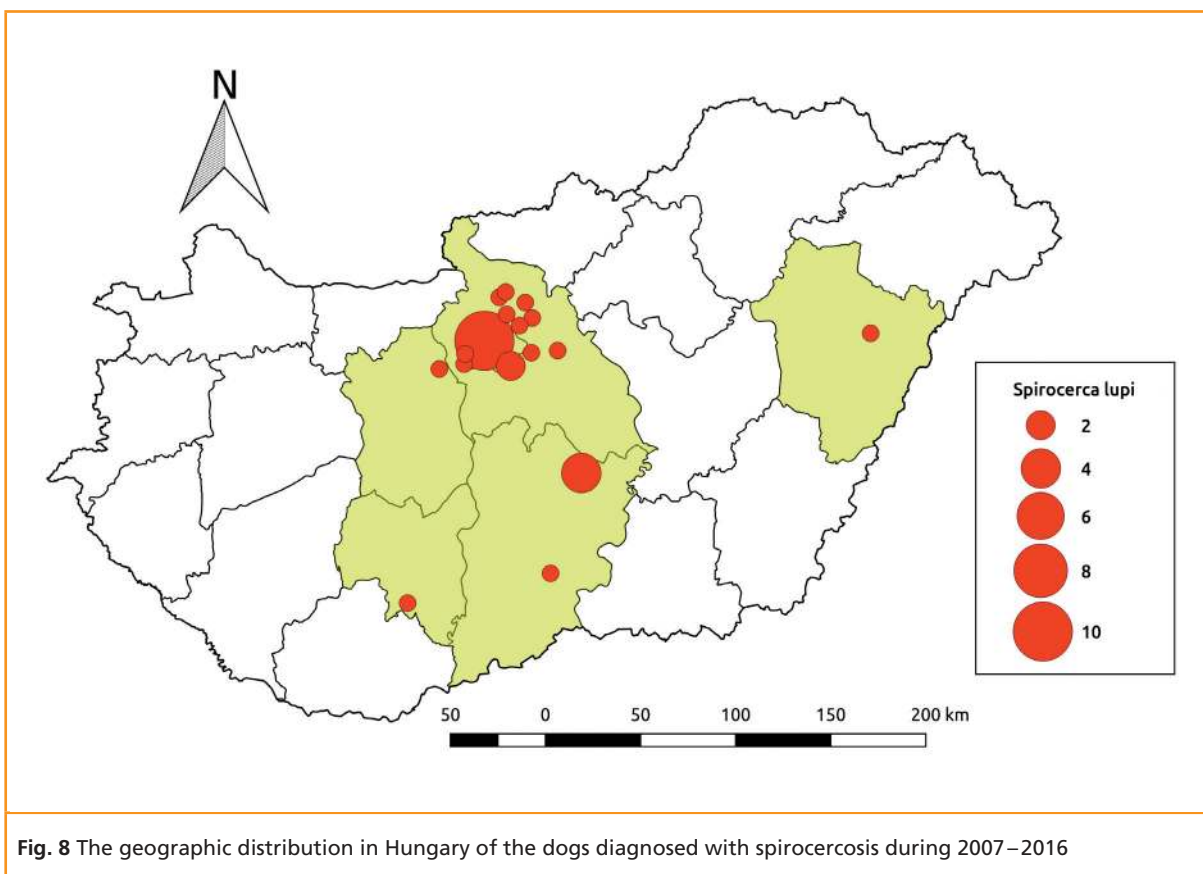 N
Spirocerca lupi
2
4
6
8
10
50 0 50 100 150 200 km
Fig. 8 The geographic distribution in Hungary of the dogs diagnosed with spirocercosis during 2007–2016